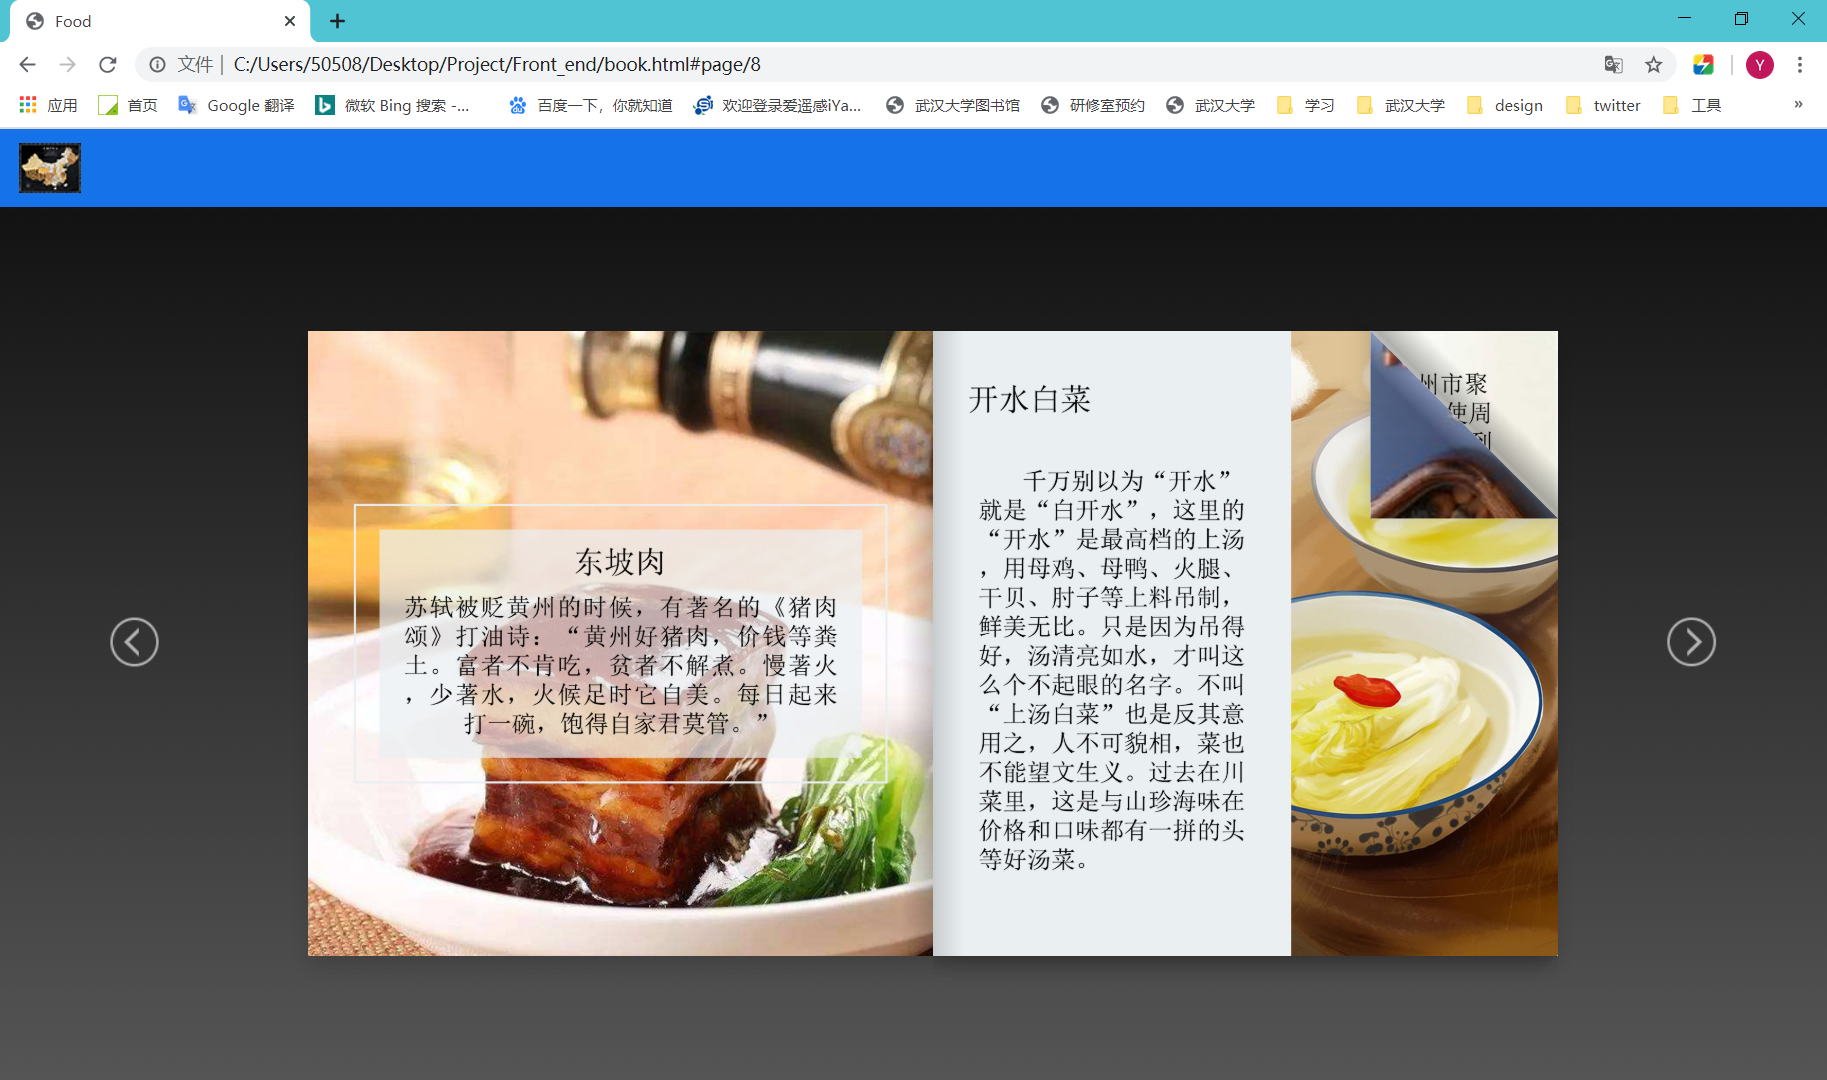 Food
文件 | C:/Users/50508/Desktop/Project/Front_end/book.html#page/8
Y
应用 首页 Google 翻译 微软 Bing 搜索 -... 百度一下，你就知道 欢迎登录爱遥感iYa... 武汉大学图书馆 研修室预约 武汉大学 学习 武汉大学 design twitter 工具 »
东坡肉
苏轼被贬黄州的时候，有著名的《猪肉
颂》打油诗：“黄州好猪肉，价钱等粪
土。富者不肯吃，贫者不解煮。慢著火
，少著水，火候足时它自美。每日起来
打一碗，饱得自家君莫管。”
开水白菜
千万别以为“开水”
就是“白开水”，这里的
“开水”是最高档的上汤
，用母鸡、母鸭、火腿、
干贝、肘子等上料吊制，
鲜美无比。只是因为吊得
好，汤清亮如水，才叫这
么个不起眼的名字。不叫
“上汤白菜”也是反其意
用之，人不可貌相，菜也
不能望文生义。过去在川
菜里，这是与山珍海味在
价格和口味都有一拼的头
等好汤菜。
州市聚
使周
到